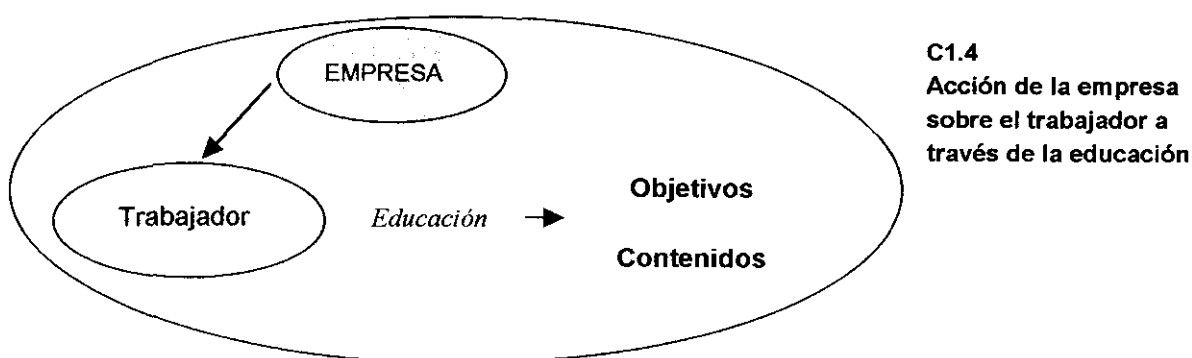 EMPRESA
Trabajador
Educación
Objetivos
Contenidos
C1.4
Acción de la empresa
sobre el trabajador a
través de la educación